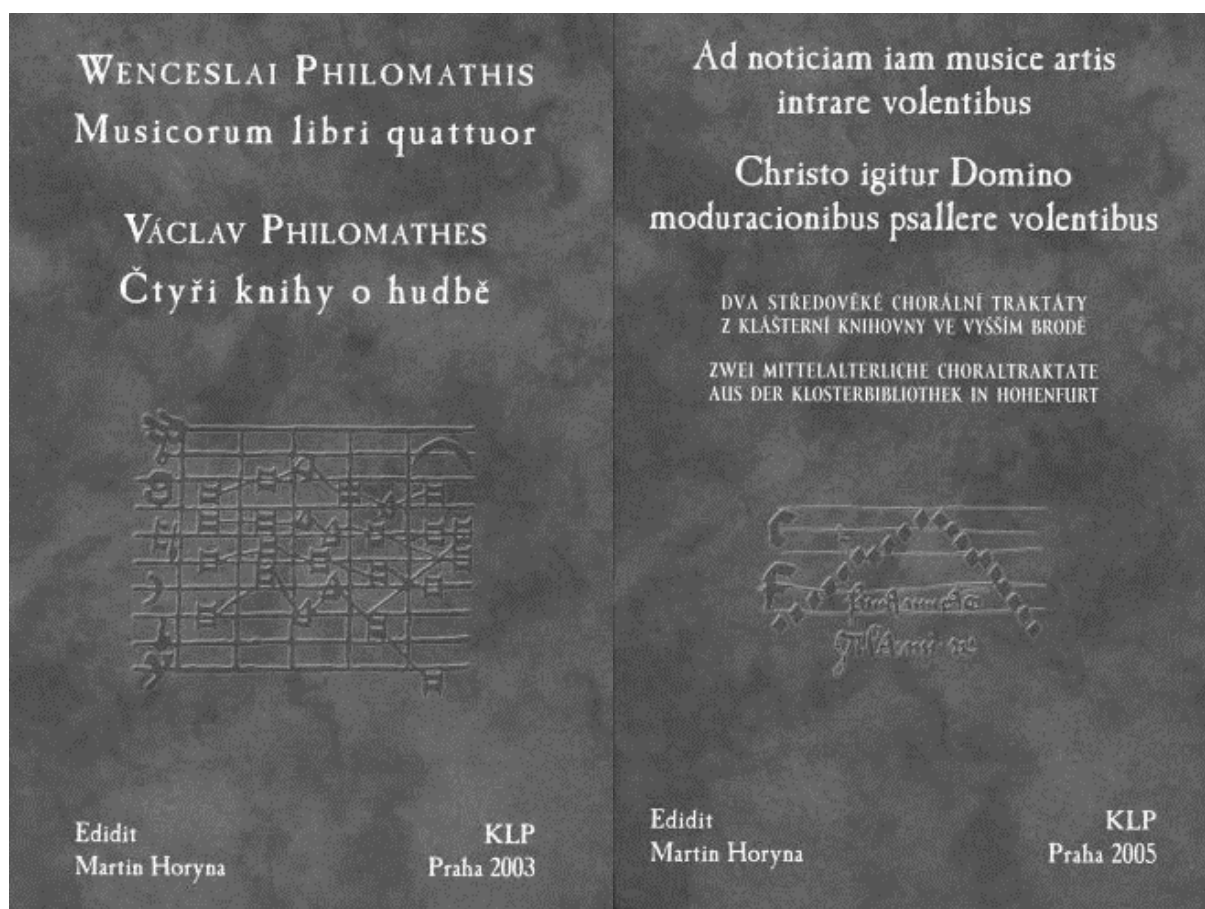 WENCESLAI PHILOMATHIS
Musicorum libri quattuor
VÁCLAV PHILOMATHES
Čtyři knihy o hudbě
Edidit
Martin Horyna
KLP
Praha 2003
Ad noticiam iam musice artis
intrare volentibus
Christo igitur Domino
moduracionibus psallere volentibus
DVA STŘEDOVĚKÉ CHORÁLNÍ TRAKTÁTY
Z KLÁŠTERNÍ KNIHOVNY VE VYŠŠÍM BRODĚ
ZWEI MITTELALTERLICHE CHORALTRAKTATE
AUS DER KLOSTERBIBLIOTHEK IN HOHENFURT
Edidit
Martin Horyna
KLP
Praha 2005